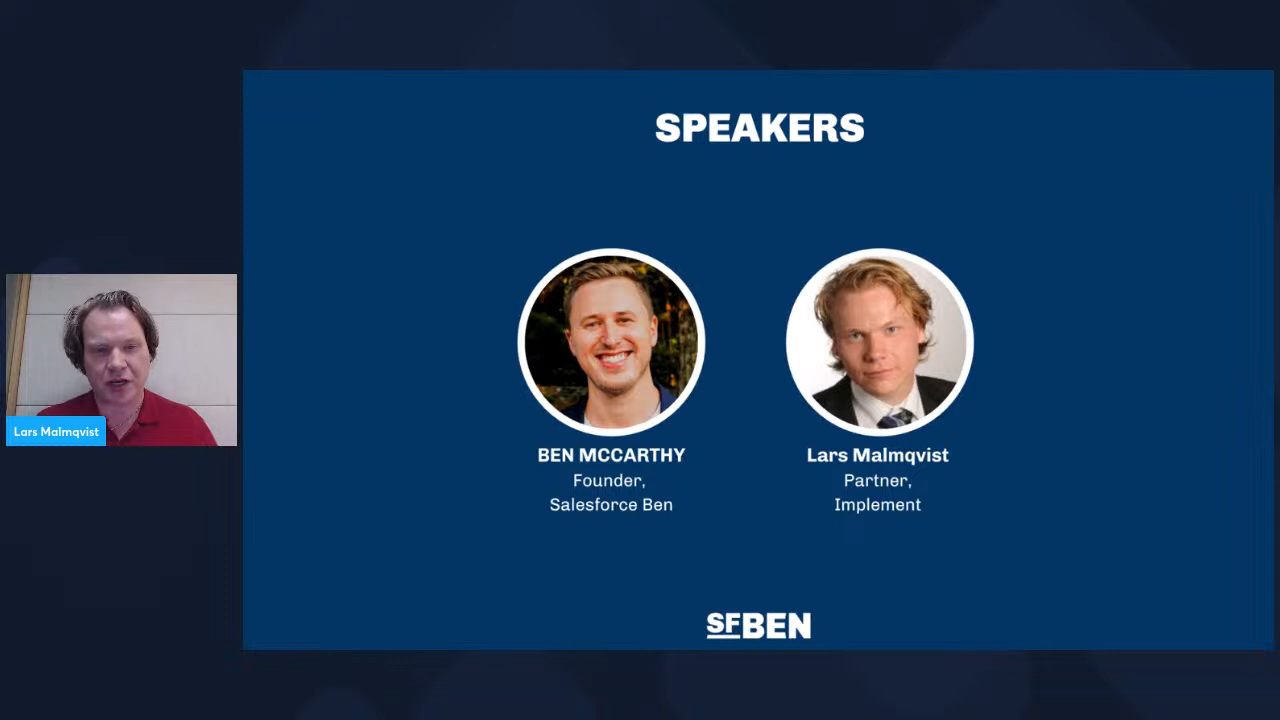 SPEAKERS
BEN MCCARTHY
Founder,
Salesforce Ben
Lars Malmqvist
Partner,
Implement
Lars Malmqvist
SFBEN